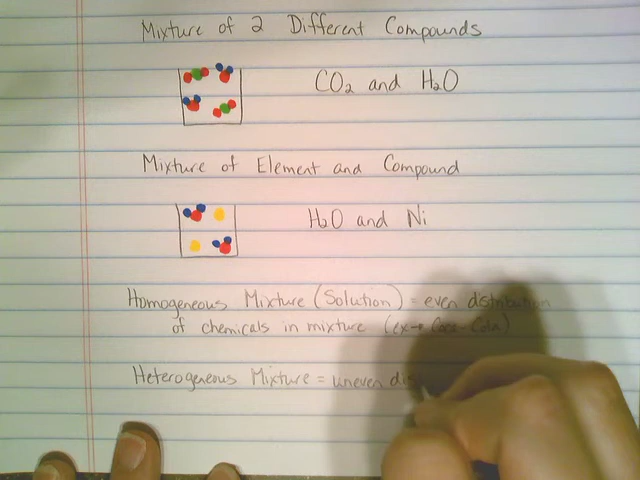 Mixture of 2 Different Compounds
CO₂ and H₂O
Mixture of Element and Compound
H₂O and Ni
Homogeneous Mixture (Solution) = even distribution
of chemicals in mixture (ex→ Coca-Cola)
Heterogeneous Mixture = uneven dis